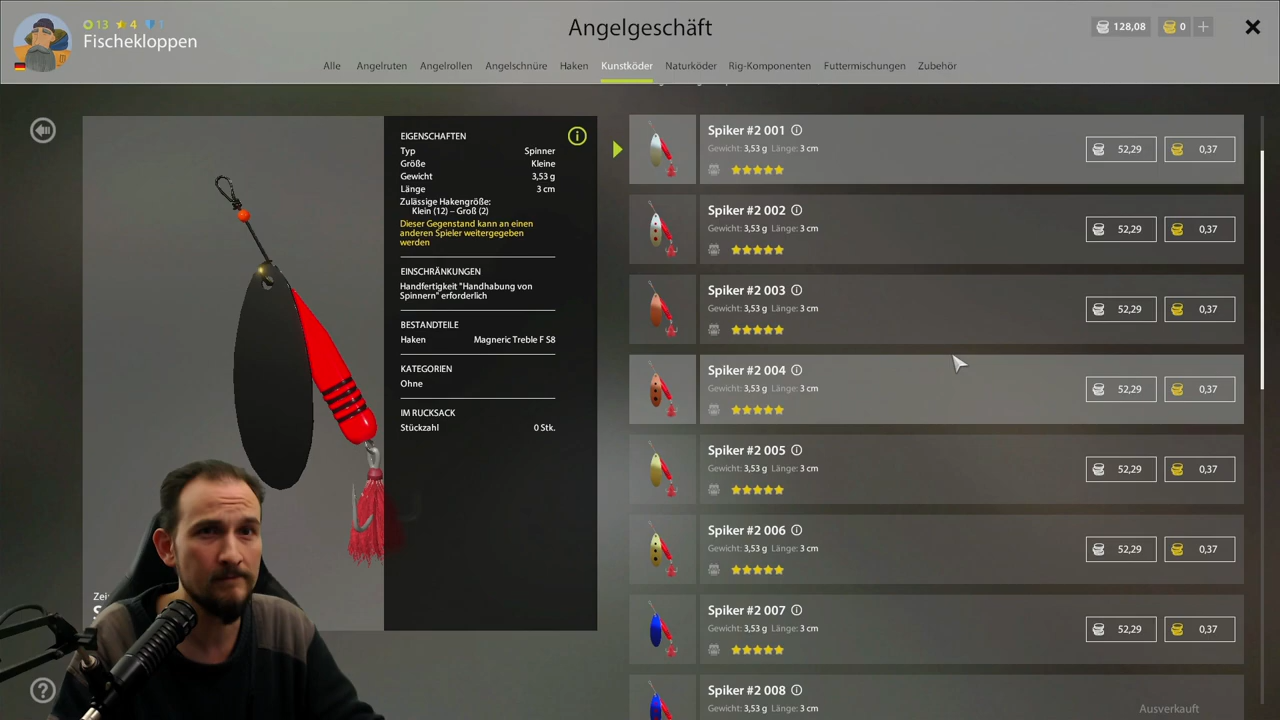 13 4 1
Fischekloppen
Angelgeschäft
128,08 0 +
Alle Angelruten Angelrollen Angelschnüre Haken Kunstköder Naturköder Rig-Komponenten Futtermischungen Zubehör
EIGENSCHAFTEN
Typ Spinner
Größe Kleine
Gewicht 3,53 g
Länge 3 cm
Zulässige Hakengröße:
Klein (12) – Groß (2)
Dieser Gegenstand kann an einen
anderen Spieler weitergegeben
werden
EINSCHRÄNKUNGEN
Handfertigkeit "Handhabung von
Spinnern" erforderlich
BESTANDTEILE
Haken Magneric Treble F S8
KATEGORIEN
Ohne
IM RUCKSACK
Stückzahl 0 Stk.
Spiker #2 001
Gewicht: 3,53 g Länge: 3 cm
52,29 0,37
Spiker #2 002
Gewicht: 3,53 g Länge: 3 cm
52,29 0,37
Spiker #2 003
Gewicht: 3,53 g Länge: 3 cm
52,29 0,37
Spiker #2 004
Gewicht: 3,53 g Länge: 3 cm
52,29 0,37
Spiker #2 005
Gewicht: 3,53 g Länge: 3 cm
52,29 0,37
Spiker #2 006
Gewicht: 3,53 g Länge: 3 cm
52,29 0,37
Spiker #2 007
Gewicht: 3,53 g Länge: 3 cm
52,29 0,37
Spiker #2 008
Gewicht: 3,53 g Länge: 3 cm
Ausverkauft
?